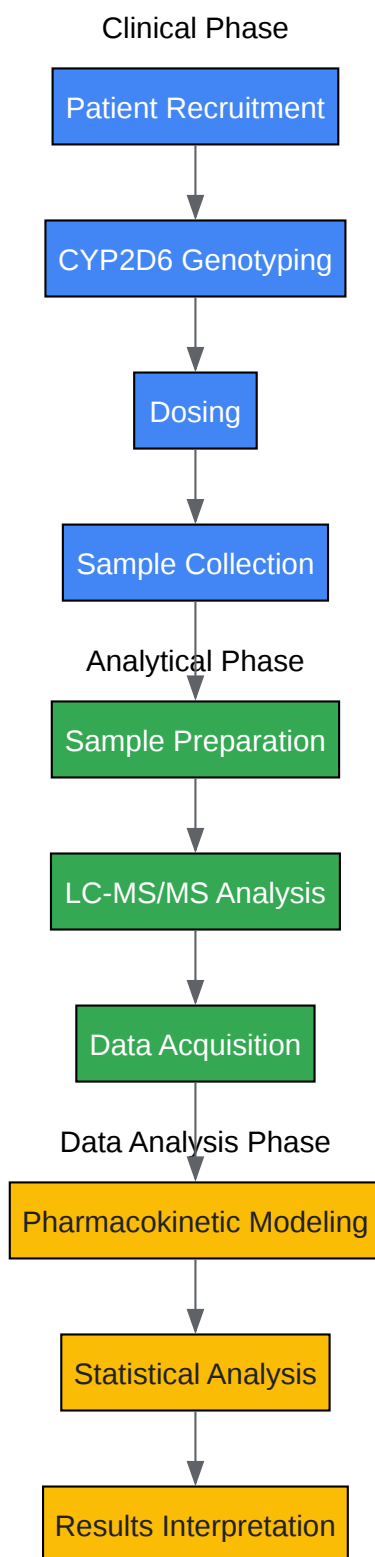 Clinical Phase
Patient Recruitment
CYP2D6 Genotyping
Dosing
Sample Collection
Analytical Phase
Sample Preparation
LC-MS/MS Analysis
Data Acquisition
Data Analysis Phase
Pharmacokinetic Modeling
Statistical Analysis
Results Interpretation